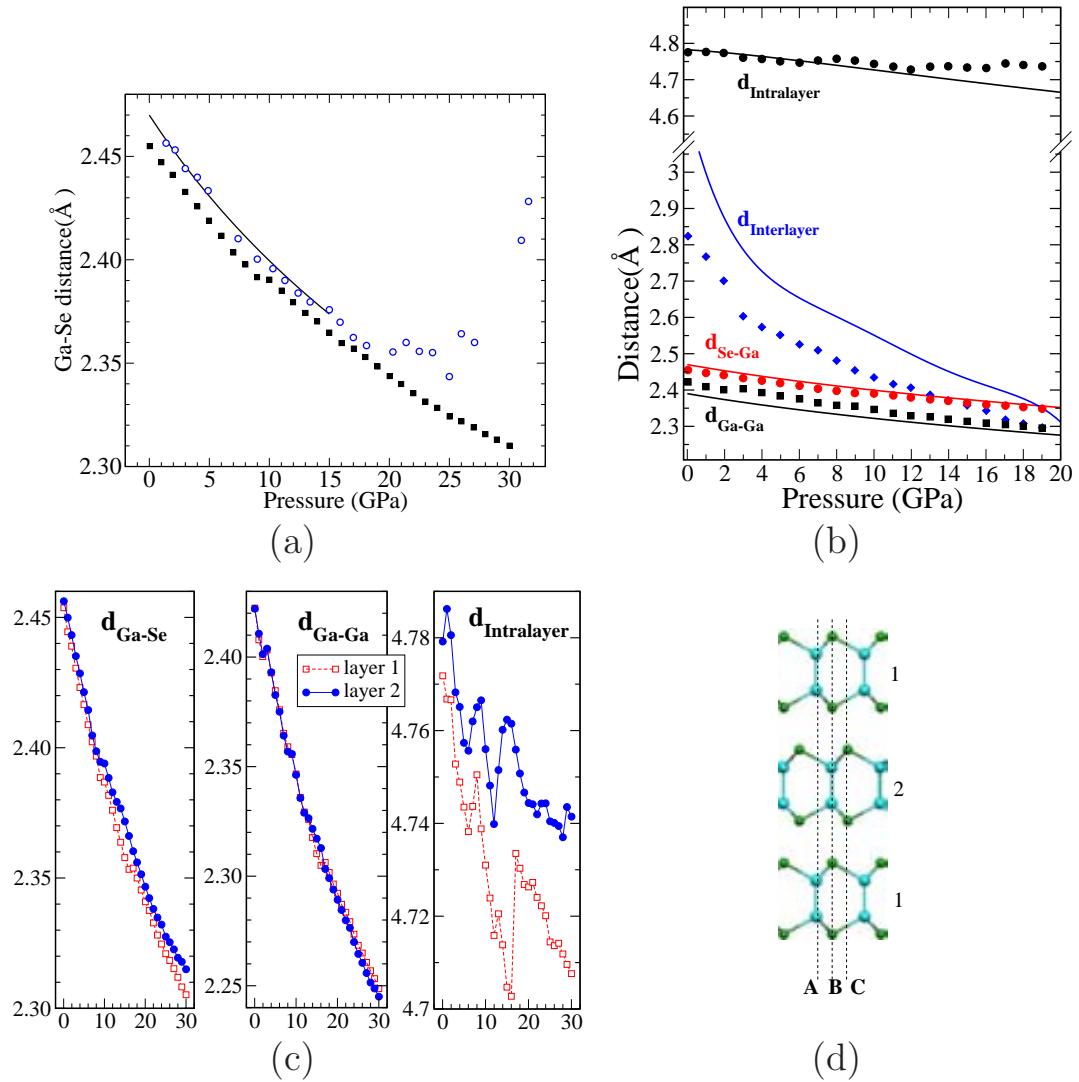 2.45
2.40
2.35
2.30
Ga-Se distance(Å)
0 5 10 15 20 25 30
Pressure (GPa)
(a)
4.8
4.7
4.6
3
2.9
2.8
2.7
2.6
2.5
2.4
2.3
Distance(Å)
d_Intralayer
d_Interlayer
d_Se-Ga
d_Ga-Ga
0 2 4 6 8 10 12 14 16 18 20
Pressure (GPa)
(b)
2.45
2.40
2.35
2.30
d_Ga-Se
0 10 20 30
2.40
2.35
2.30
2.25
d_Ga-Ga
layer 1
layer 2
0 10 20 30
4.78
4.76
4.74
4.72
4.7
d_Intralayer
0 10 20 30
(c)
1
2
1
A B C
(d)